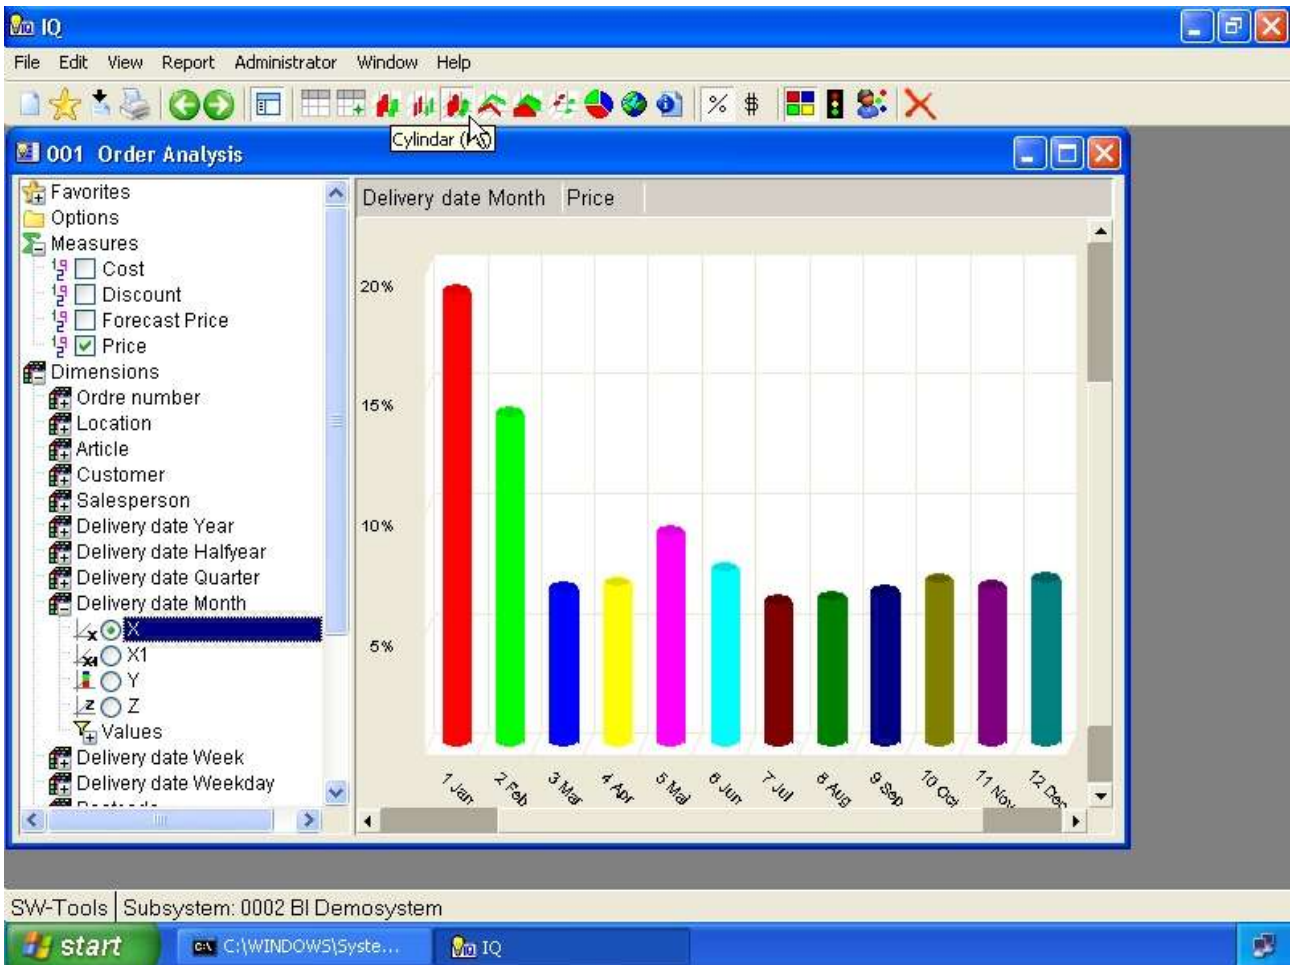 IQ
File Edit View Report Administrator Window Help
% $
Cylindar
001 Order Analysis
Favorites
Options
Measures
Cost
Discount
Forecast Price
Price
Dimensions
Ordre number
Location
Article
Customer
Salesperson
Delivery date Year
Delivery date Halfyear
Delivery date Quarter
Delivery date Month
X
X1
Y
Z
Values
Delivery date Week
Delivery date Weekday
Delivery date Month Price
20%
15%
10%
5%
1 Jan 2 Feb 3 Mar 4 Apr 5 Maj 6 Jun 7 Jul 8 Aug 9 Sep 10 Oct 11 Nov 12 Dec
SW-Tools Subsystem: 0002 BI Demosystem
start C:\WINDOWS\Syste... IQ